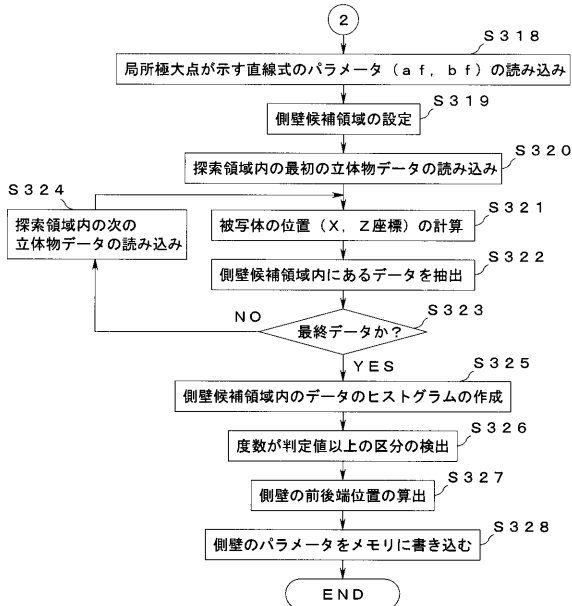 2
S318
局所極大点が示す直線式のパラメータ（af，bf）の読み込み
S319
側壁候補領域の設定
S320
探索領域内の最初の立体物データの読み込み
S324
探索領域内の次の
立体物データの読み込み
S321
被写体の位置（X，Z座標）の計算
S322
側壁候補領域内にあるデータを抽出
S323
NO
最終データか？
YES
S325
側壁候補領域内のデータのヒストグラムの作成
S326
度数が判定値以上の区分の検出
S327
側壁の前後端位置の算出
S328
側壁のパラメータをメモリに書き込む
END